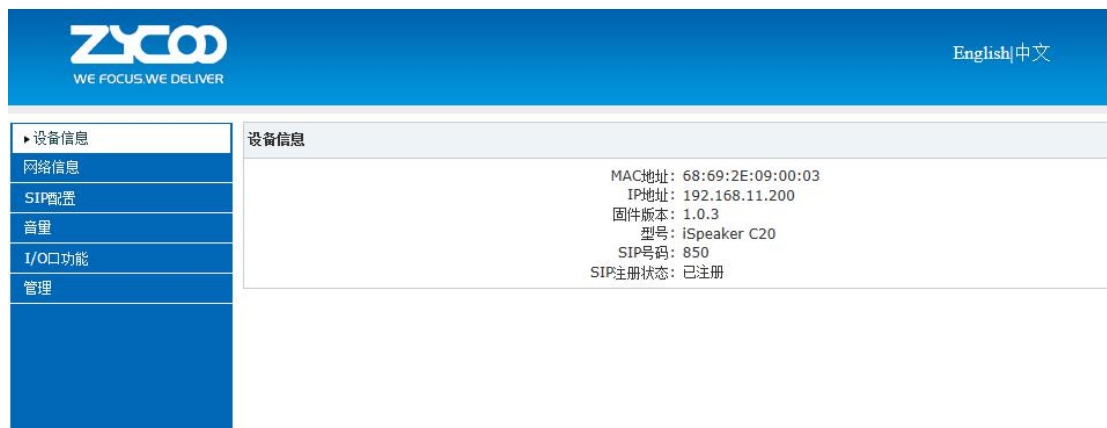 ZYCOO
WE FOCUS.WE DELIVER
English|中文
设备信息
网络信息
SIP配置
音量
I/O口功能
管理
设备信息
MAC地址: 68:69:2E:09:00:03
IP地址: 192.168.11.200
固件版本: 1.0.3
型号: iSpeaker C20
SIP号码: 850
SIP注册状态: 已注册